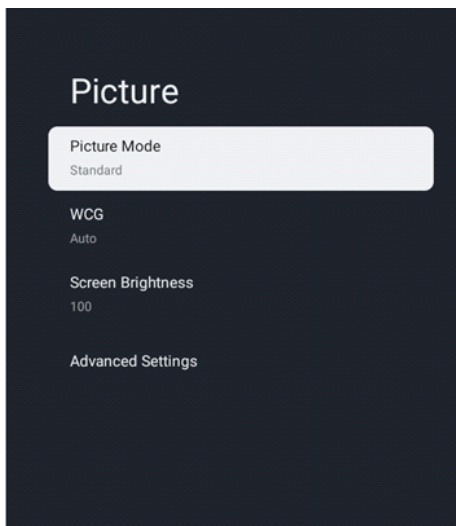 Picture
Picture Mode
Standard
WCG
Auto
Screen Brightness
100
Advanced Settings